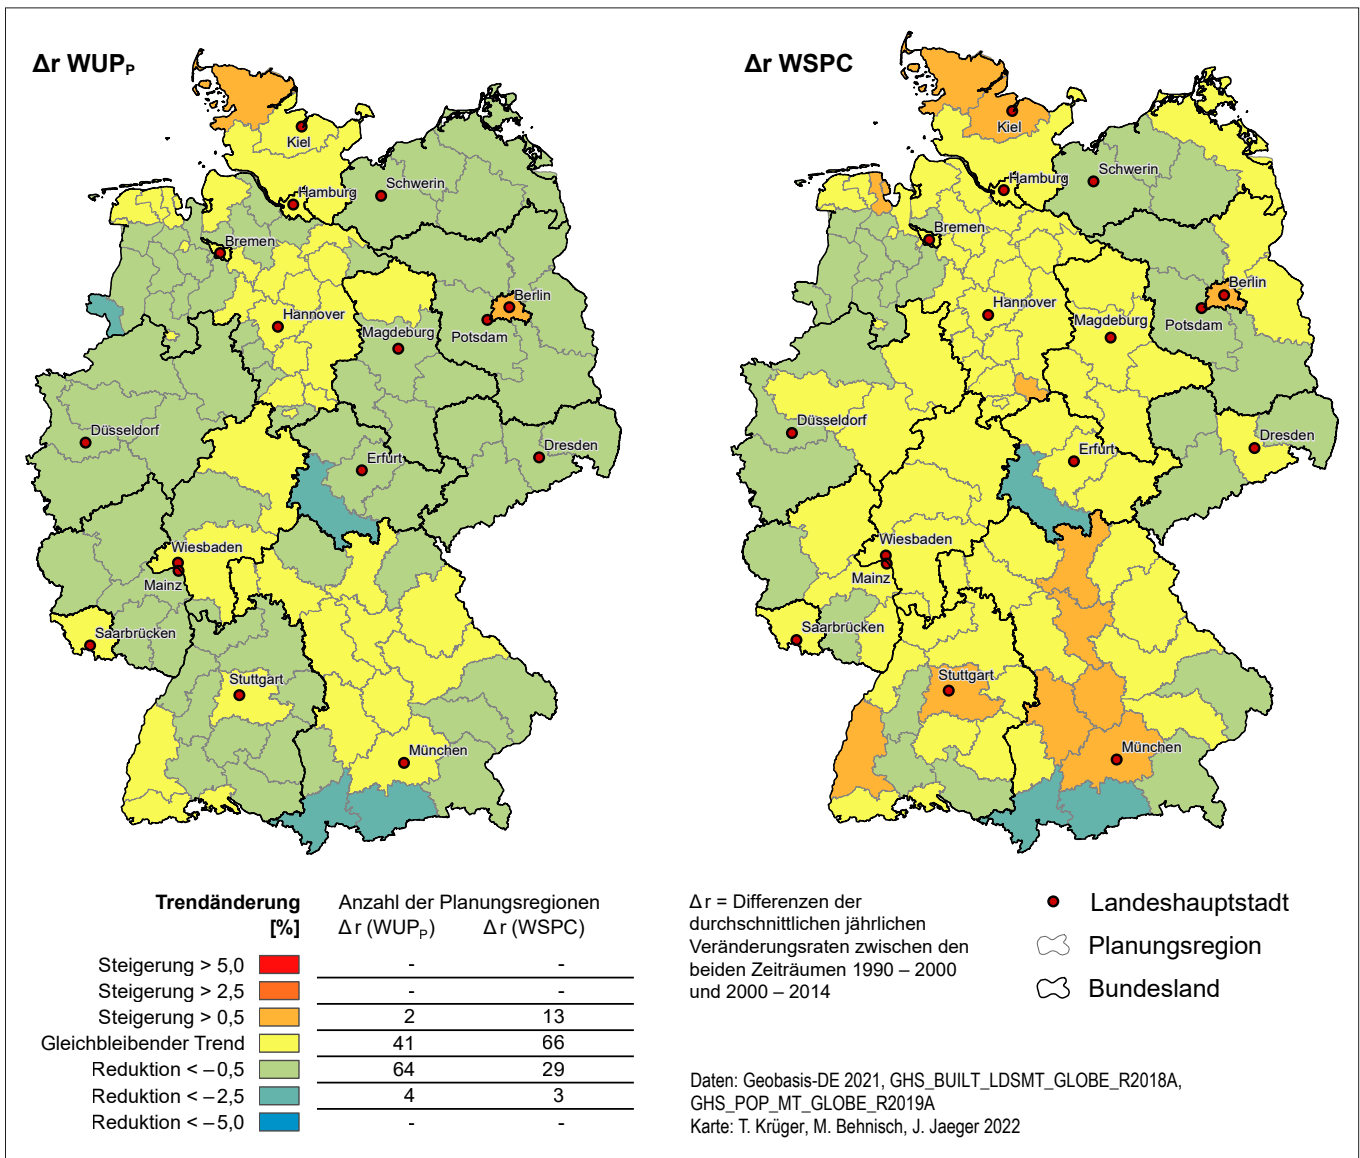 Δr WUPP
Kiel
Hamburg
Schwerin
Bremen
Berlin
Hannover
Potsdam
Magdeburg
Düsseldorf
Dresden
Erfurt
Wiesbaden
Mainz
Saarbrücken
Stuttgart
München
Δr WSPC
Kiel
Schwerin
Hamburg
Bremen
Berlin
Hannover
Potsdam
Magdeburg
Düsseldorf
Dresden
Erfurt
Wiesbaden
Mainz
Saarbrücken
Stuttgart
München
Trendänderung Anzahl der Planungsregionen
[%] Δ r (WUPP) Δ r (WSPC)
Steigerung > 5,0 - -
Steigerung > 2,5 - -
Steigerung > 0,5 2 13
Gleichbleibender Trend 41 66
Reduktion < – 0,5 64 29
Reduktion < – 2,5 4 3
Reduktion < – 5,0 - -
Δ r = Differenzen der
durchschnittlichen jährlichen
Veränderungsraten zwischen den
beiden Zeiträumen 1990 – 2000
und 2000 – 2014
Landeshauptstadt
Planungsregion
Bundesland
Daten: Geobasis-DE 2021, GHS_BUILT_LDSMT_GLOBE_R2018A,
GHS_POP_MT_GLOBE_R2019A
Karte: T. Krüger, M. Behnisch, J. Jaeger 2022